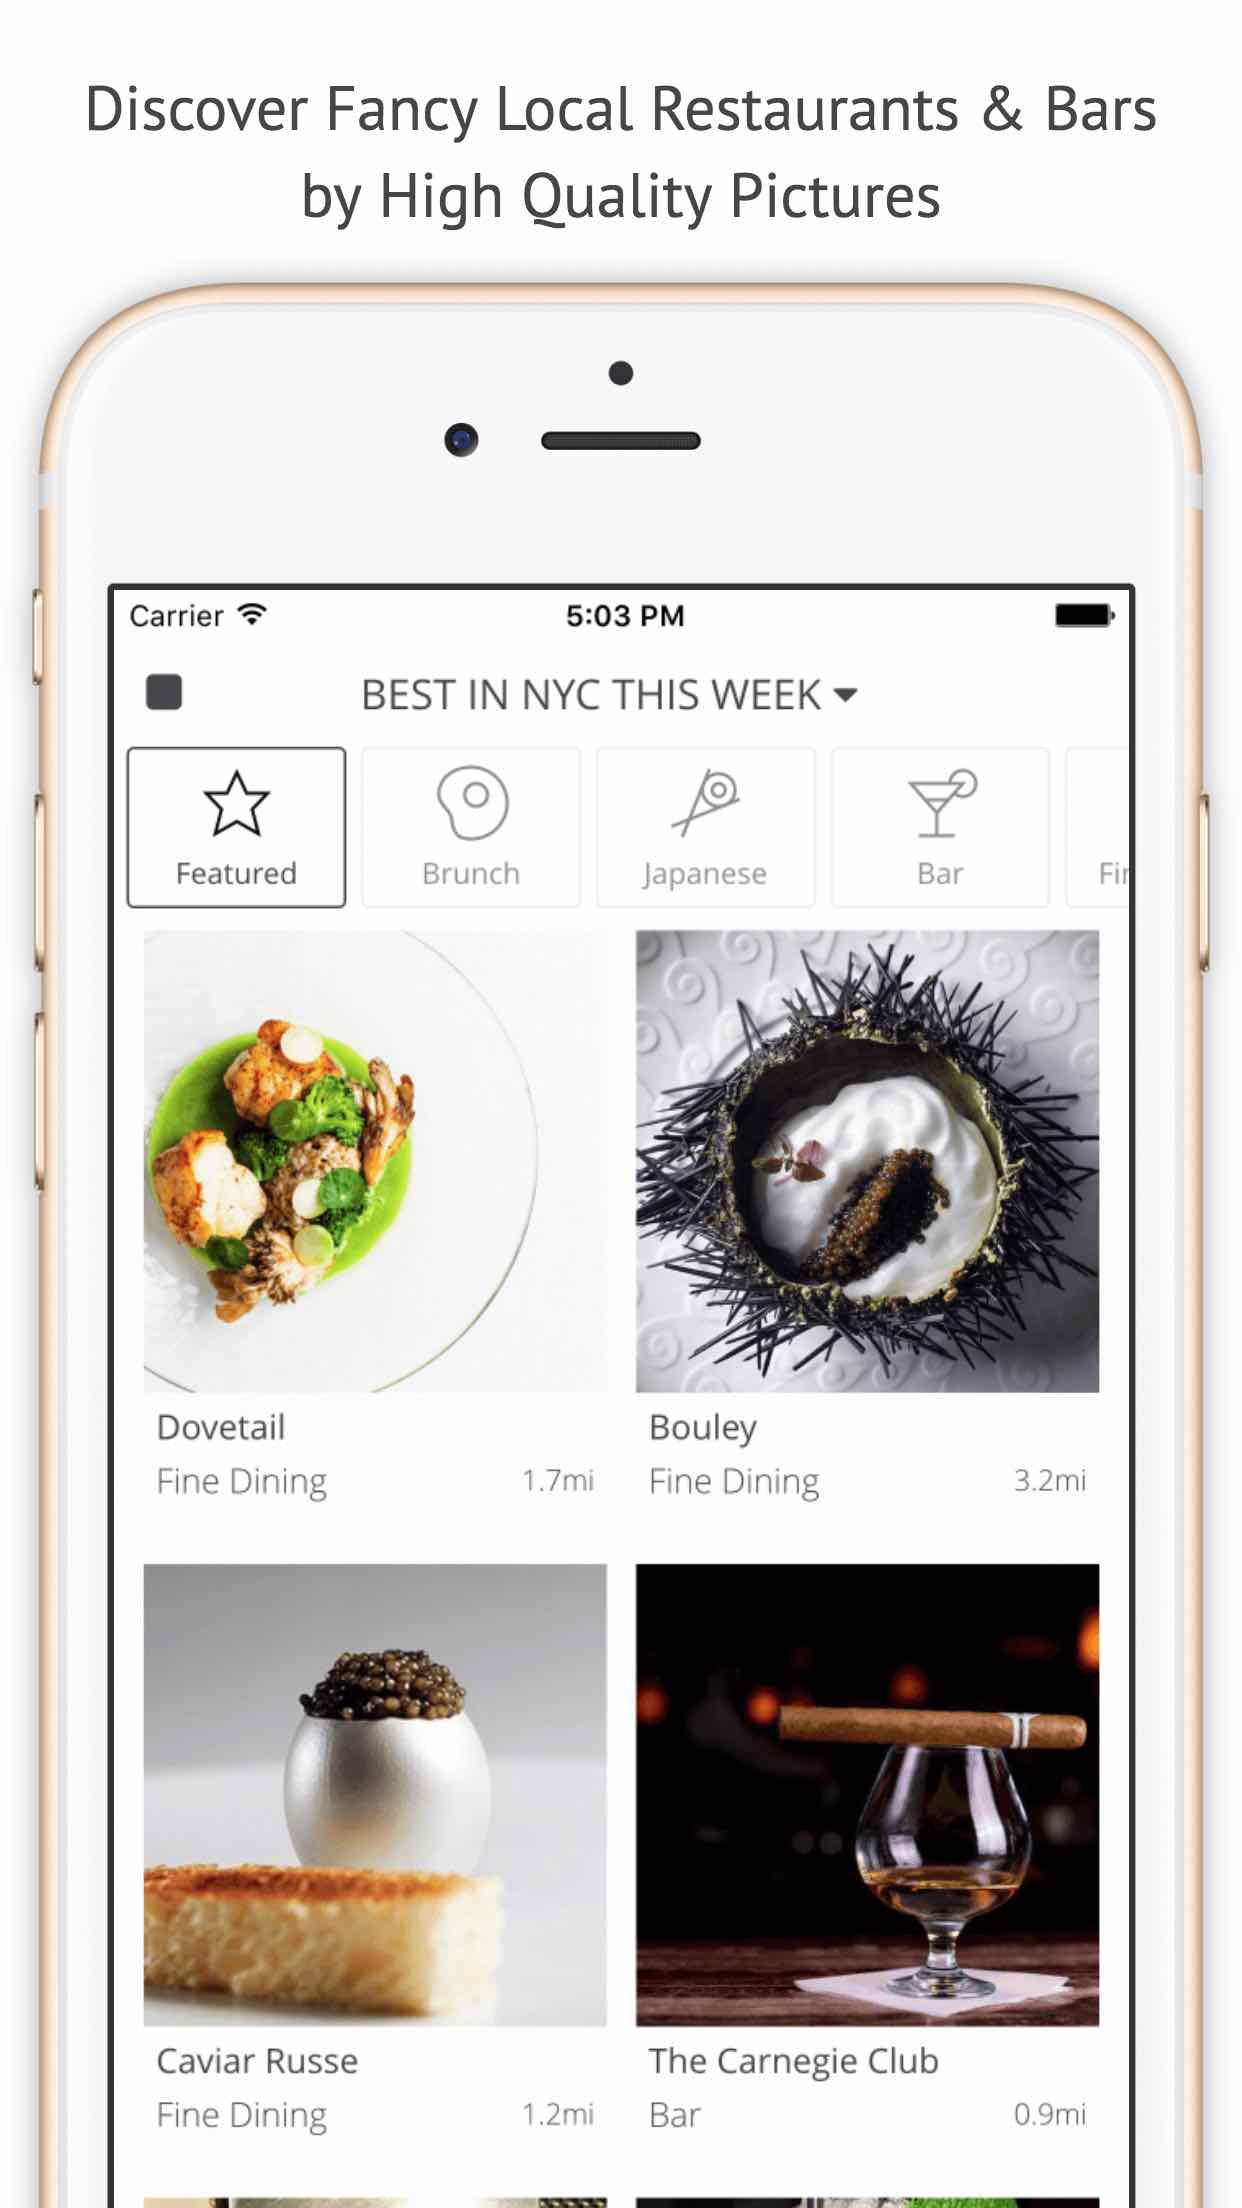 Discover Fancy Local Restaurants & Bars
by High Quality Pictures
Carrier 5:03 PM
BEST IN NYC THIS WEEK
Featured Brunch Japanese Bar
Dovetail Bouley
Fine Dining 1.7mi Fine Dining 3.2mi
Caviar Russe The Carnegie Club
Fine Dining 1.2mi Bar 0.9mi